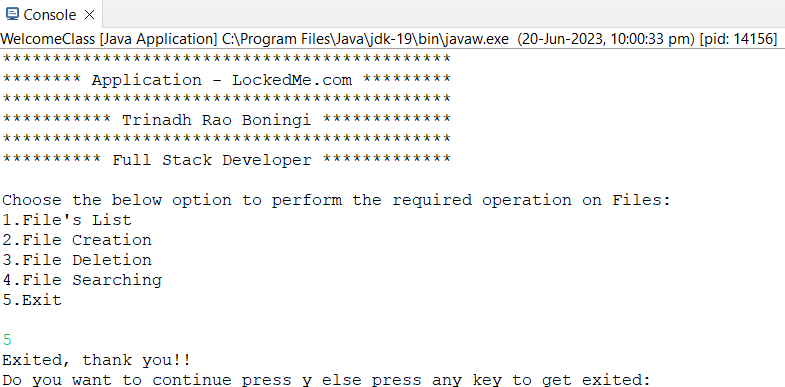 Console
WelcomeClass [Java Application] C:\Program Files\Java\jdk-19\bin\javaw.exe (20-Jun-2023, 10:00:33 pm) [pid: 14156]
*********************************************
******** Application - LockedMe.com *********
*********************************************
*********** Trinadh Rao Boningi *************
*********************************************
********** Full Stack Developer *************
Choose the below option to perform the required operation on Files:
1.File's List
2.File Creation
3.File Deletion
4.File Searching
5.Exit
5
Exited, thank you!!
Do you want to continue press y else press any key to get exited: